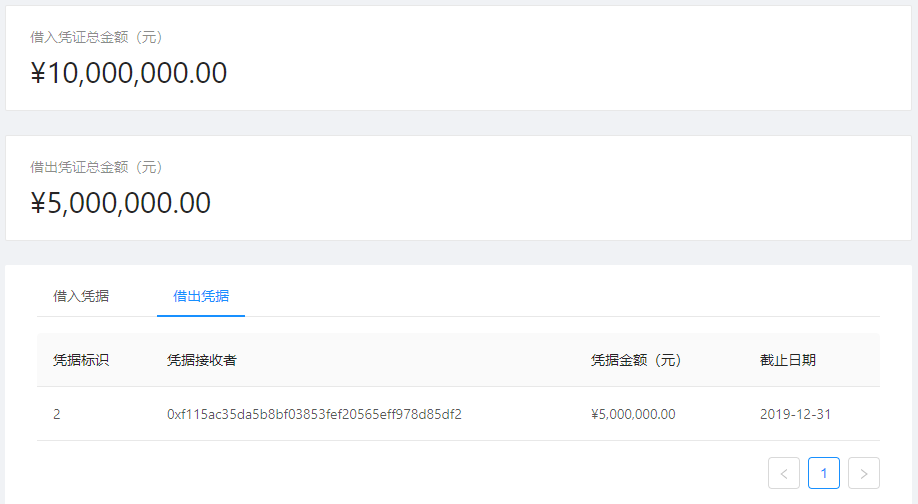 借入凭证总金额（元）
¥10,000,000.00
借出凭证总金额（元）
¥5,000,000.00
借入凭据 借出凭据
凭据标识 凭据接收者 凭据金额（元） 截止日期
2 0xf115ac35da5b8bf03853fef20565eff978d85df2 ¥5,000,000.00 2019-12-31
< 1 >